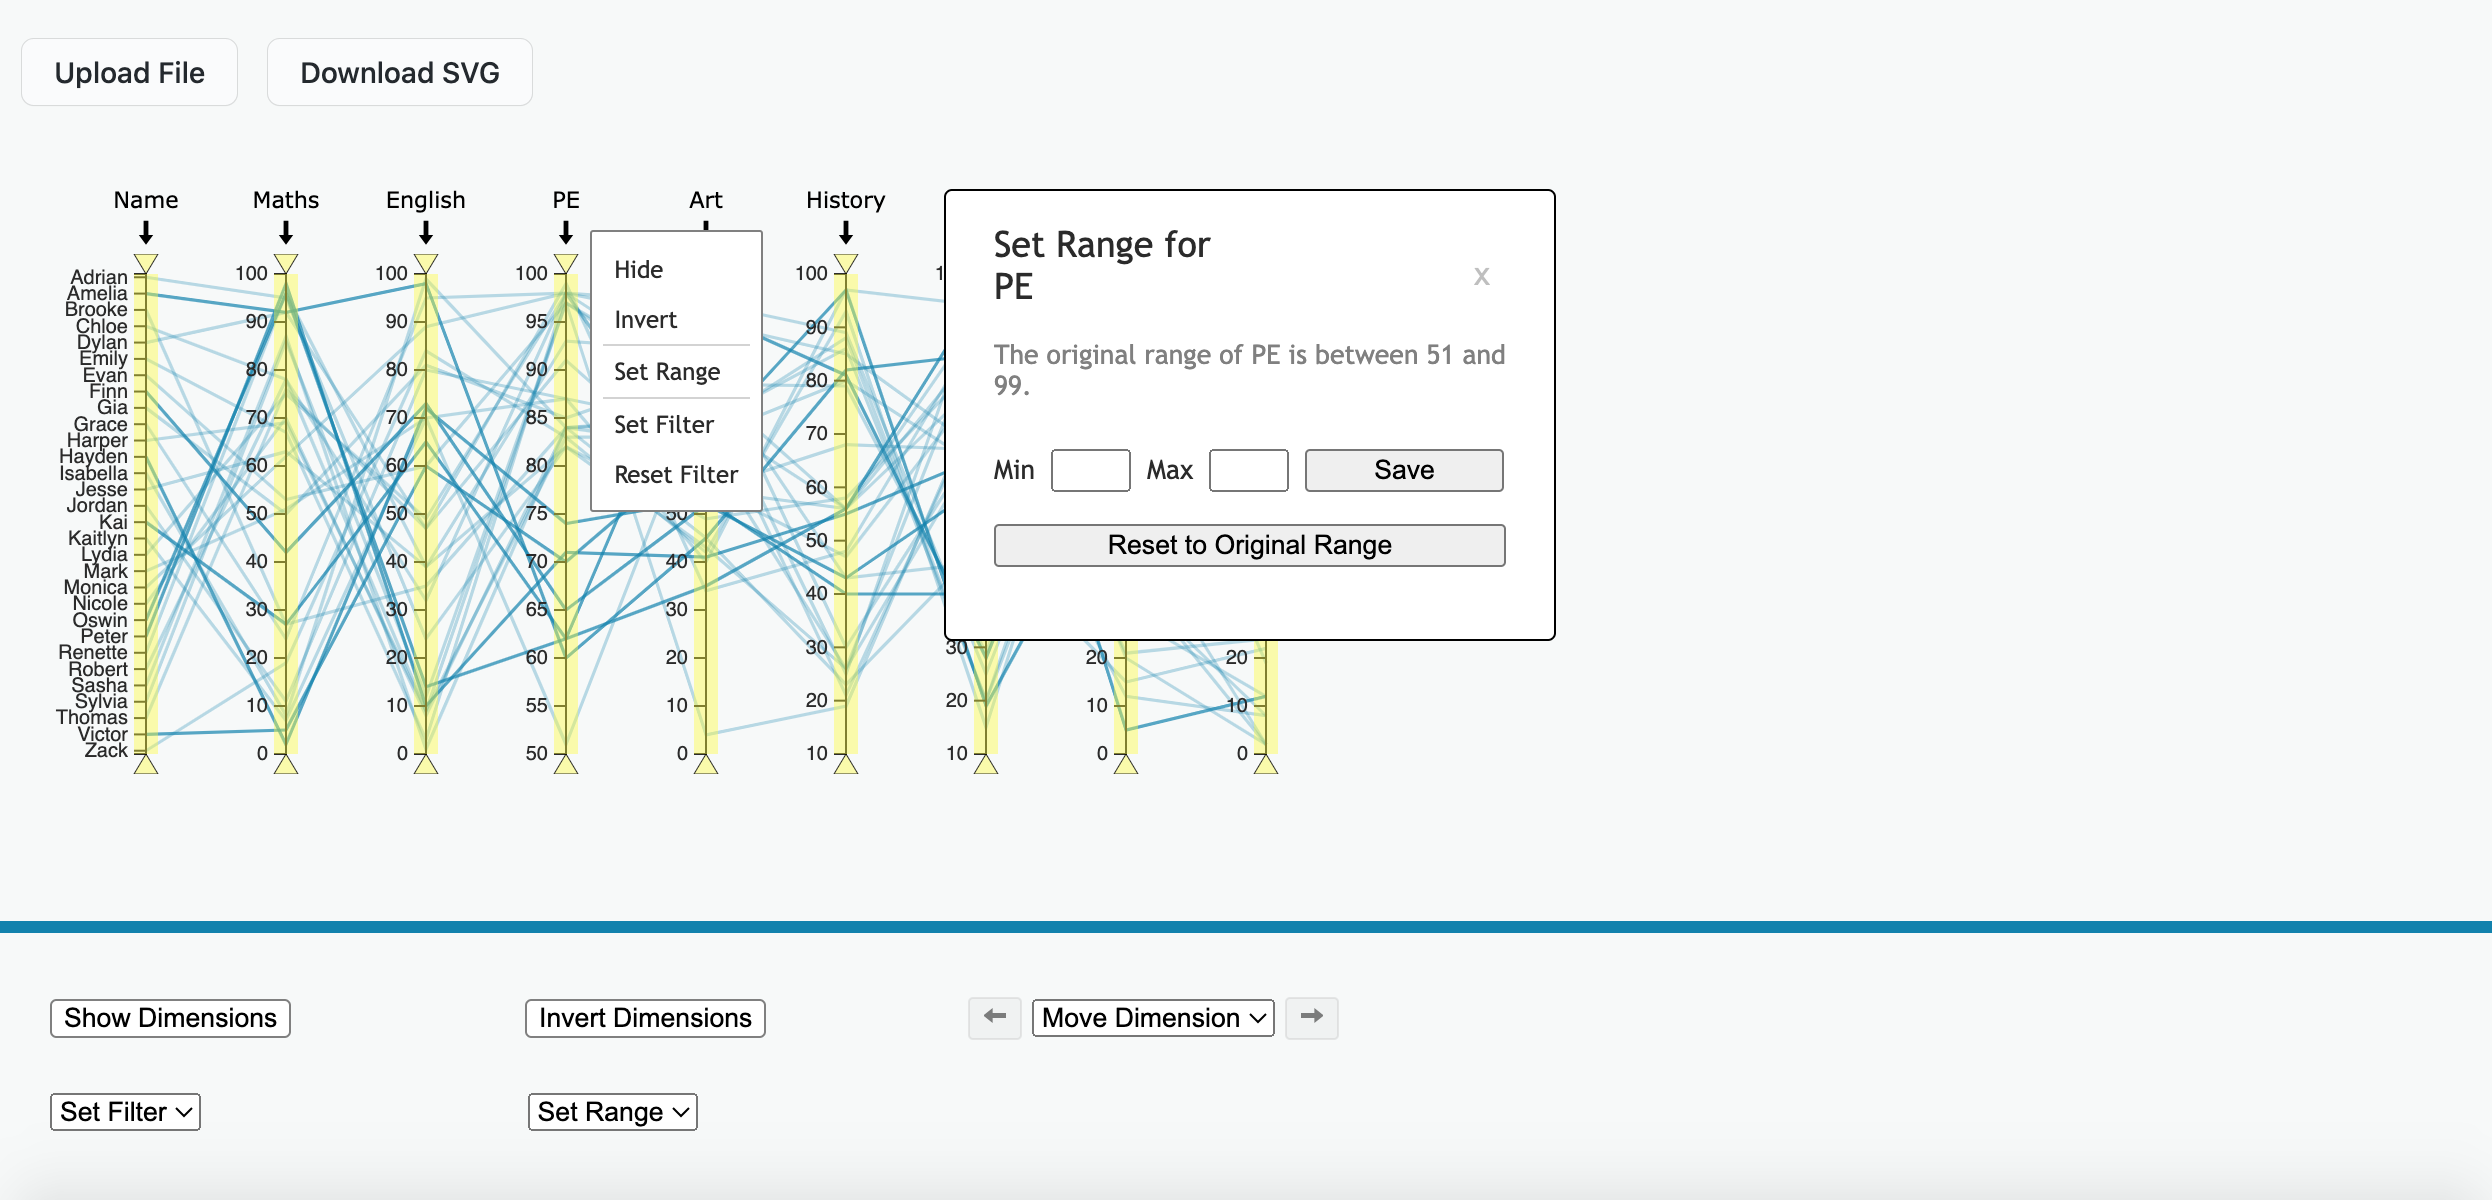 Upload File
Download SVG
Name
Maths
English
PE
Art
History
Adrian
Amelia
Brooke
Chloe
Dylan
Emily
Evan
Finn
Gia
Grace
Harper
Hayden
Isabella
Jesse
Jordan
Kai
Kaitlyn
Lydia
Mark
Monica
Nicole
Oswin
Peter
Renette
Robert
Sasha
Sylvia
Thomas
Victor
Zack
100
90
80
70
60
50
40
30
20
10
0
100
90
80
70
60
50
40
30
20
10
0
100
95
90
85
80
75
70
65
60
55
50
Hide
Invert
Set Range
Set Filter
Reset Filter
50
40
30
20
10
0
100
90
80
70
60
50
40
30
20
10
30
20
10
20
10
0
20
10
0
Set Range for
PE
x
The original range of PE is between 51 and
99.
Min
Max
Save
Reset to Original Range
Show Dimensions
Invert Dimensions
Move Dimension
Set Filter
Set Range